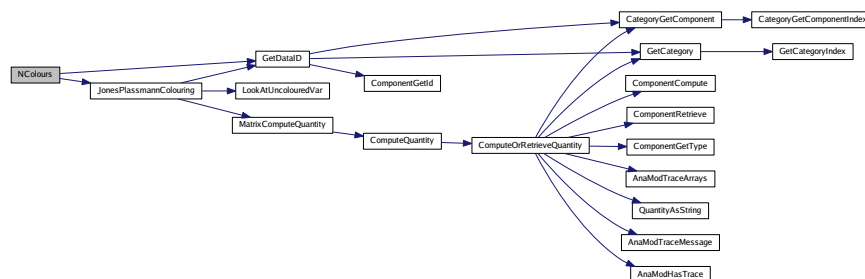 CategoryGetComponent
CategoryGetComponentIndex
GetDataID
GetCategory
GetCategoryIndex
NColours
ComponentGetId
ComponentCompute
JonesPlassmannColouring
LookAtUncolouredVar
ComponentRetrieve
MatrixComputeQuantity
ComputeQuantity
ComputeOrRetrieveQuantity
ComponentGetType
AnaModTraceArrays
QuantityAsString
AnaModTraceMessage
AnaModHasTrace